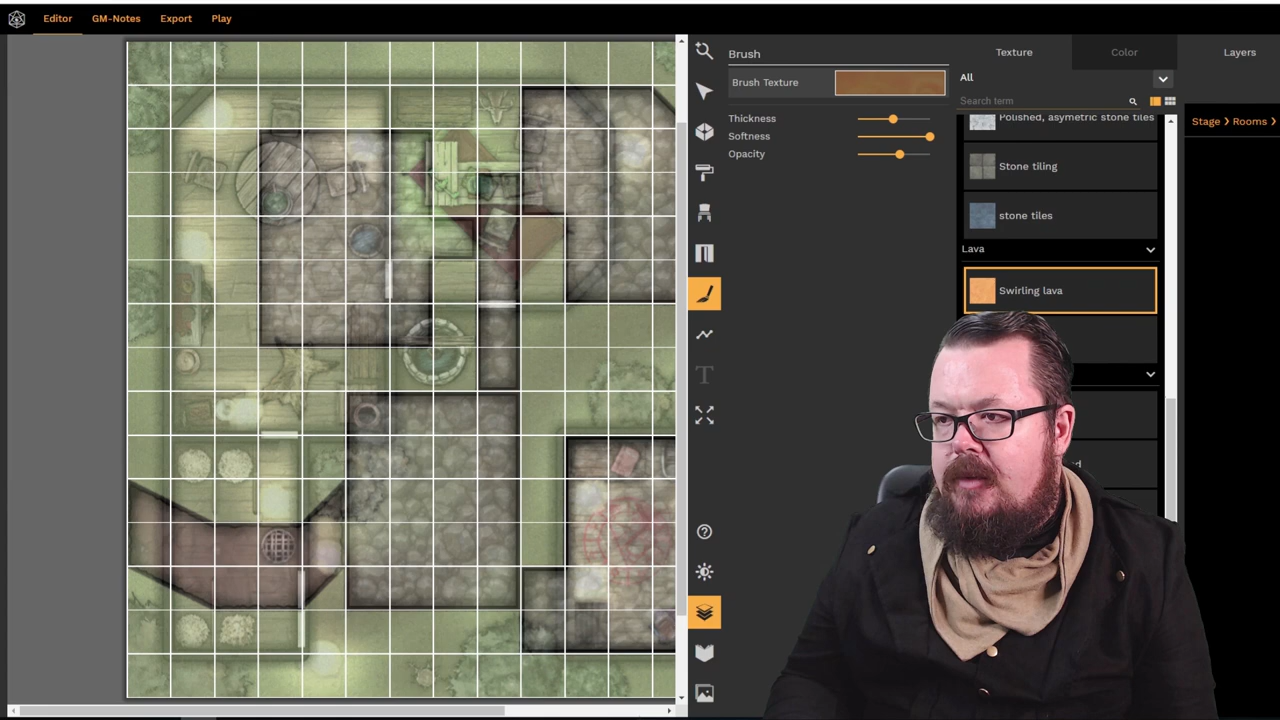 Editor GM-Notes Export Play
Brush
Brush Texture
Thickness
Softness
Opacity
Texture Color Layers
All
Search term
Stage Rooms
Polished, asymetric stone tiles
Stone tiling
stone tiles
Lava
Swirling lava
T